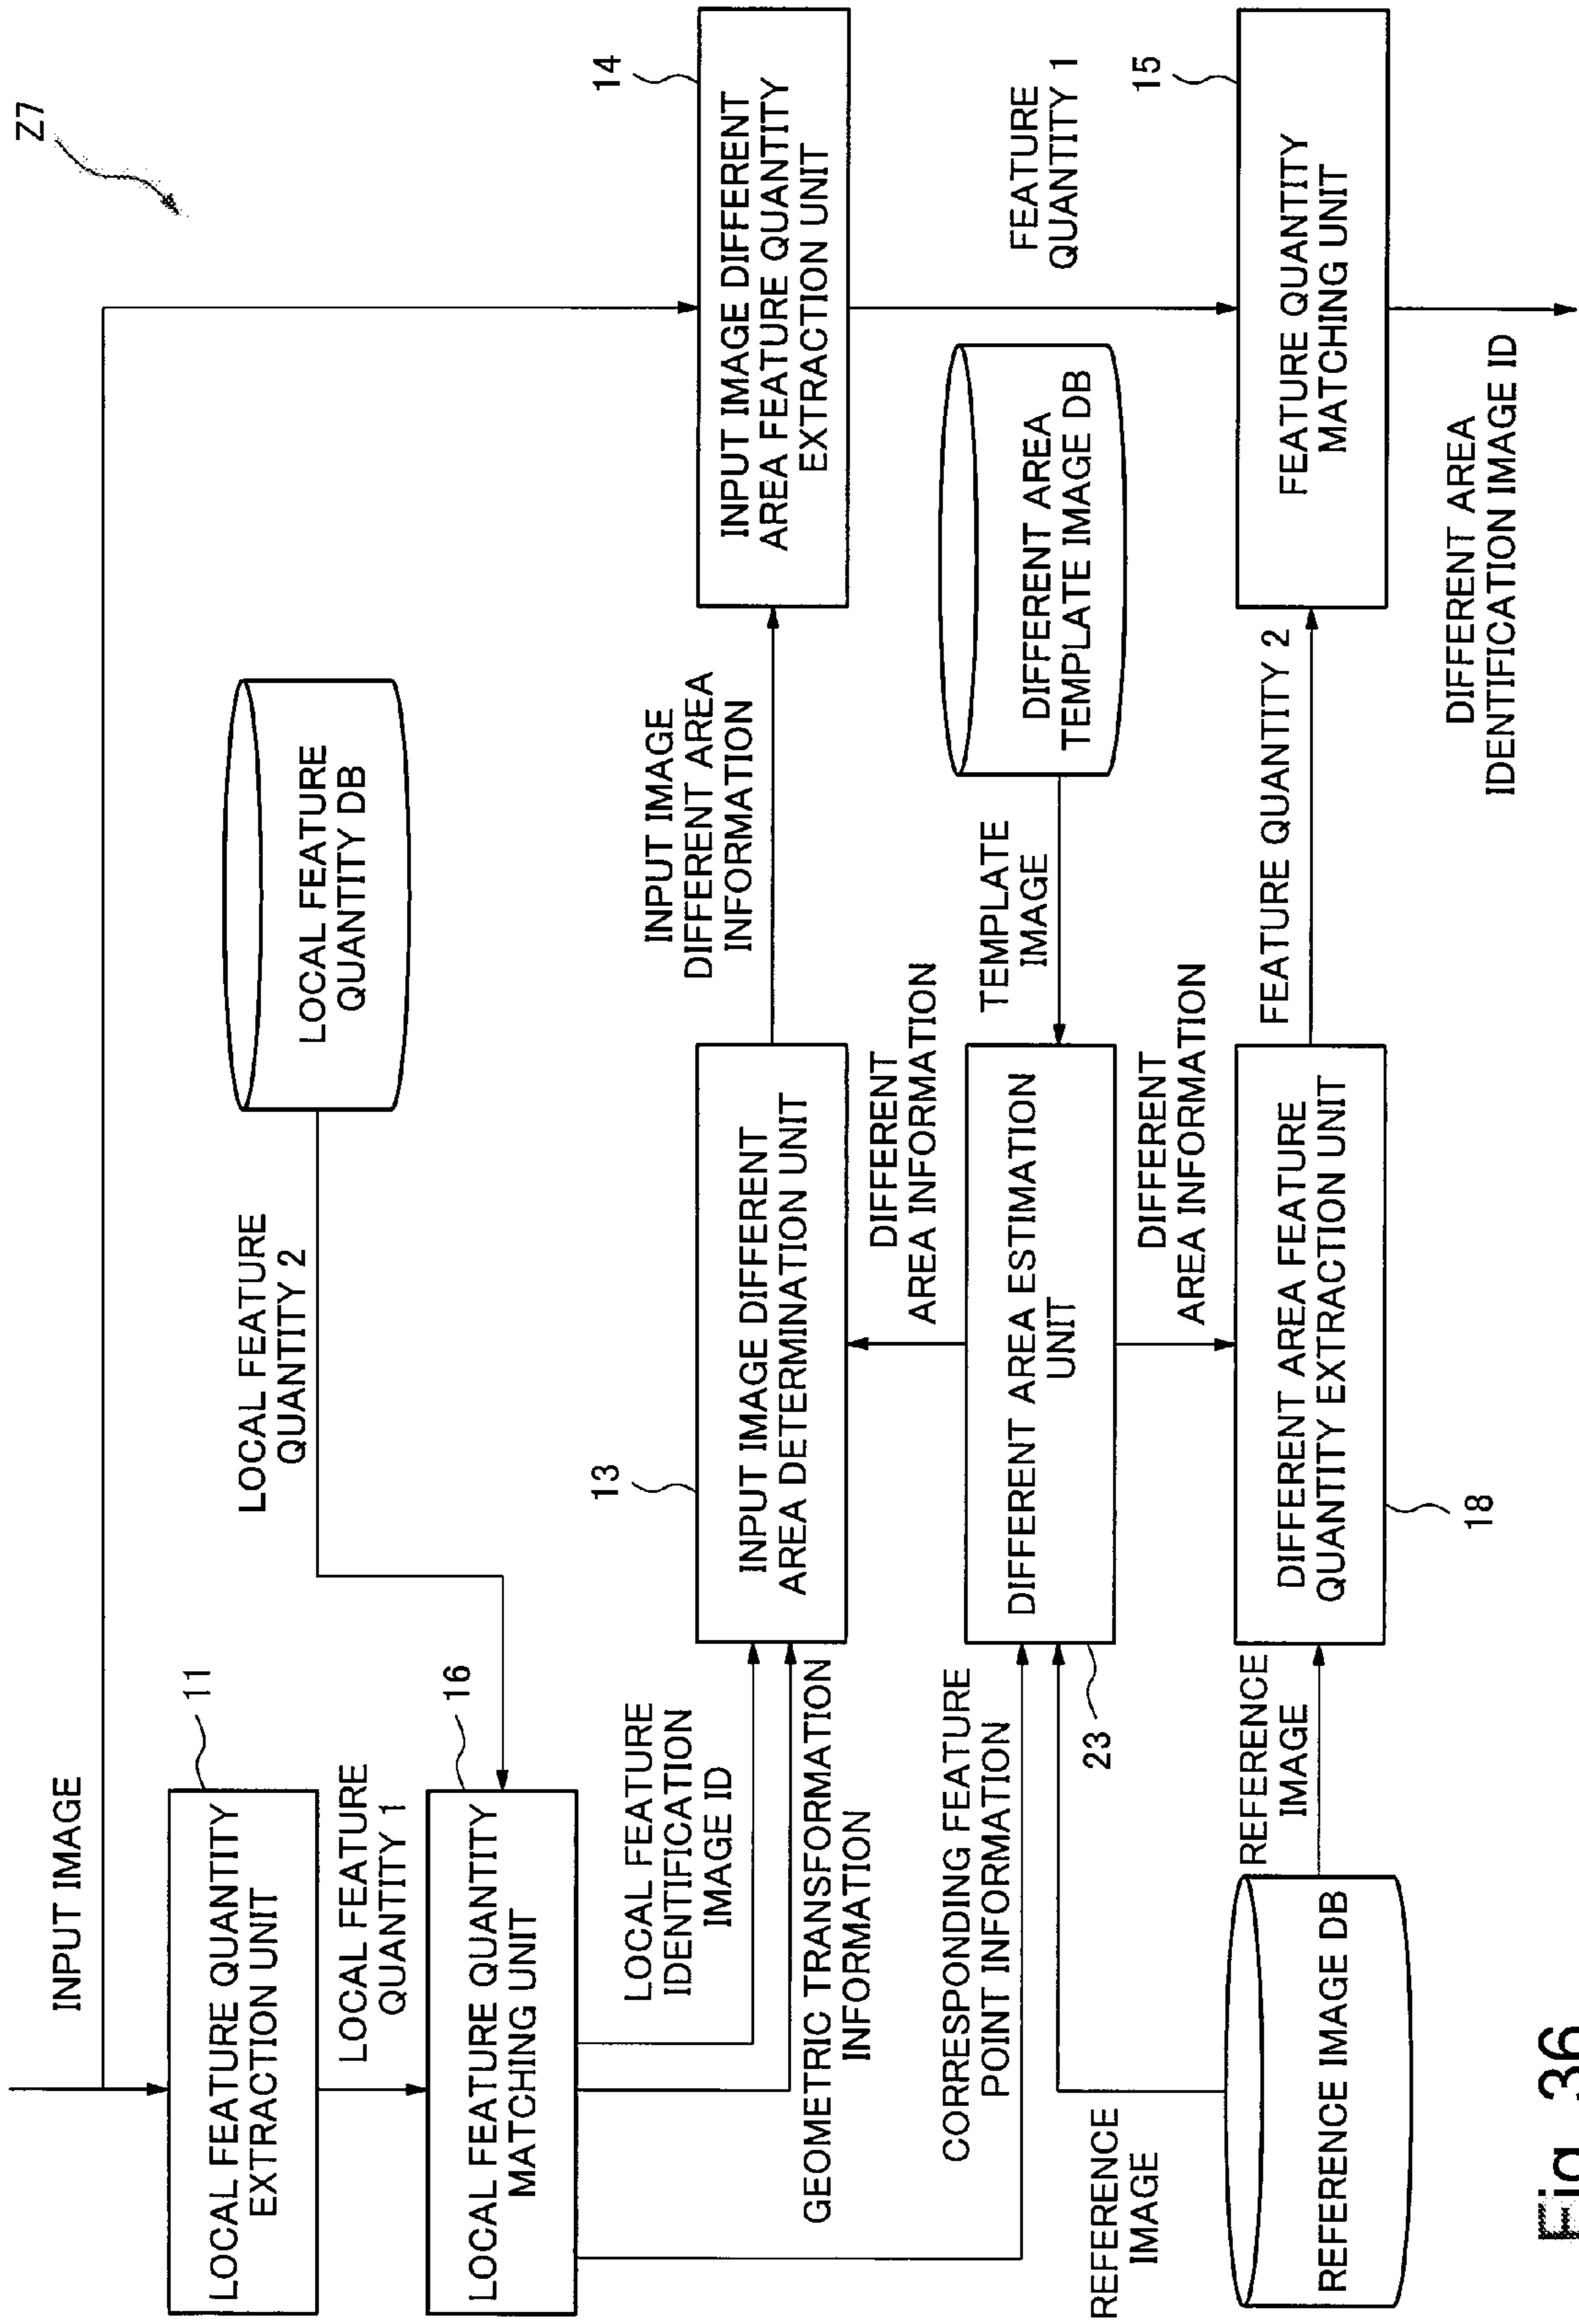 Z7
INPUT IMAGE
LOCAL FEATURE QUANTITY
EXTRACTION UNIT
11
LOCAL FEATURE
QUANTITY 1
LOCAL FEATURE
QUANTITY 2
LOCAL FEATURE
QUANTITY DB
LOCAL FEATURE QUANTITY
MATCHING UNIT
16
LOCAL FEATURE
IDENTIFICATION
IMAGE ID
GEOMETRIC TRANSFORMATION
INFORMATION
13
INPUT IMAGE DIFFERENT
AREA DETERMINATION UNIT
INPUT IMAGE
DIFFERENT AREA
INFORMATION
14
INPUT IMAGE DIFFERENT
AREA FEATURE QUANTITY
EXTRACTION UNIT
DIFFERENT
AREA INFORMATION
CORRESPONDING FEATURE
POINT INFORMATION
DIFFERENT AREA ESTIMATION
UNIT
23
TEMPLATE
IMAGE
DIFFERENT AREA
TEMPLATE IMAGE DB
FEATURE
QUANTITY 1
REFERENCE
IMAGE
DIFFERENT
AREA INFORMATION
REFERENCE IMAGE DB
REFERENCE
IMAGE
DIFFERENT AREA FEATURE
QUANTITY EXTRACTION UNIT
18
FEATURE QUANTITY 2
15
FEATURE QUANTITY
MATCHING UNIT
DIFFERENT AREA
IDENTIFICATION IMAGE ID
Fig. 36